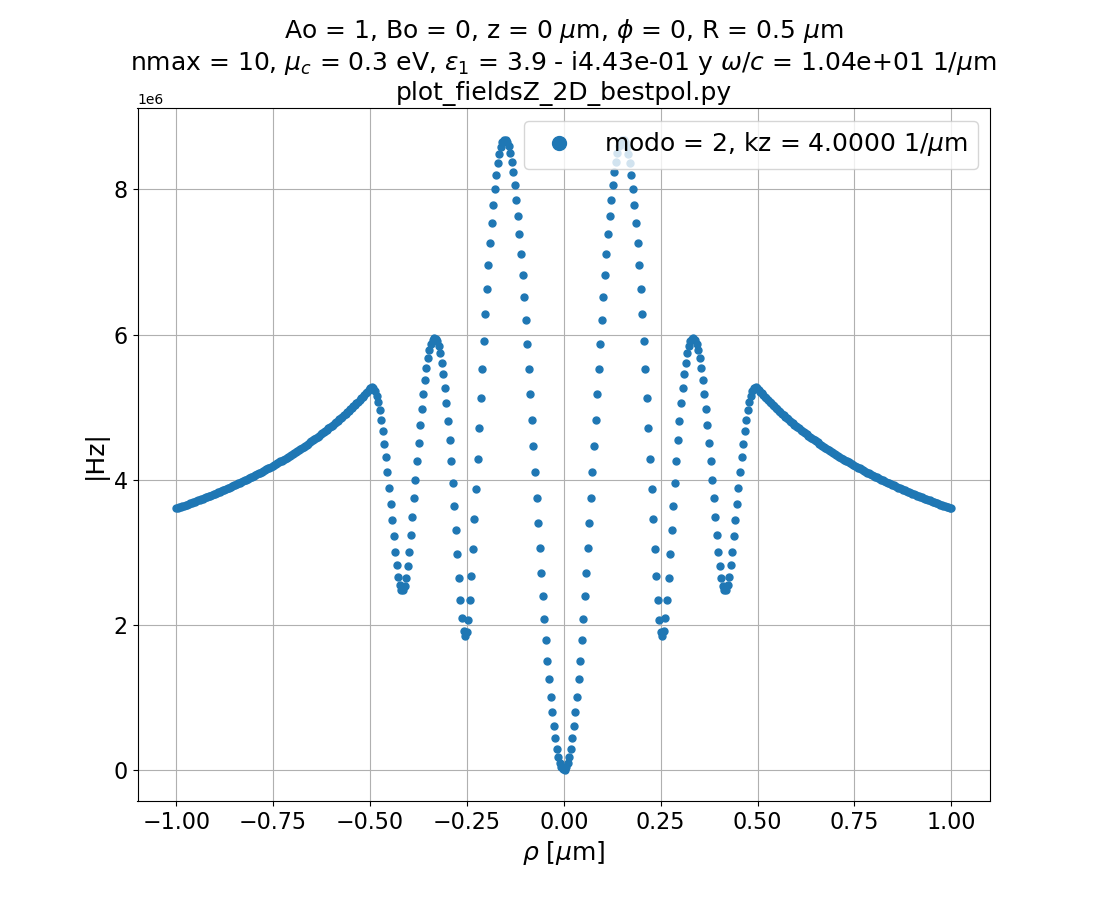 Ao = 1, Bo = 0, z = 0 μm, ϕ = 0, R = 0.5 μm
nmax = 10, μc = 0.3 eV, ε1 = 3.9 - i4.43e-01 y ω/c = 1.04e+01 1/μm
plot_fieldsZ_2D_bestpol.py
1e6
modo = 2, kz = 4.0000 1/μm
8
6
4
2
0
|Hz|
−1.00 −0.75 −0.50 −0.25 0.00 0.25 0.50 0.75 1.00
ρ [μm]